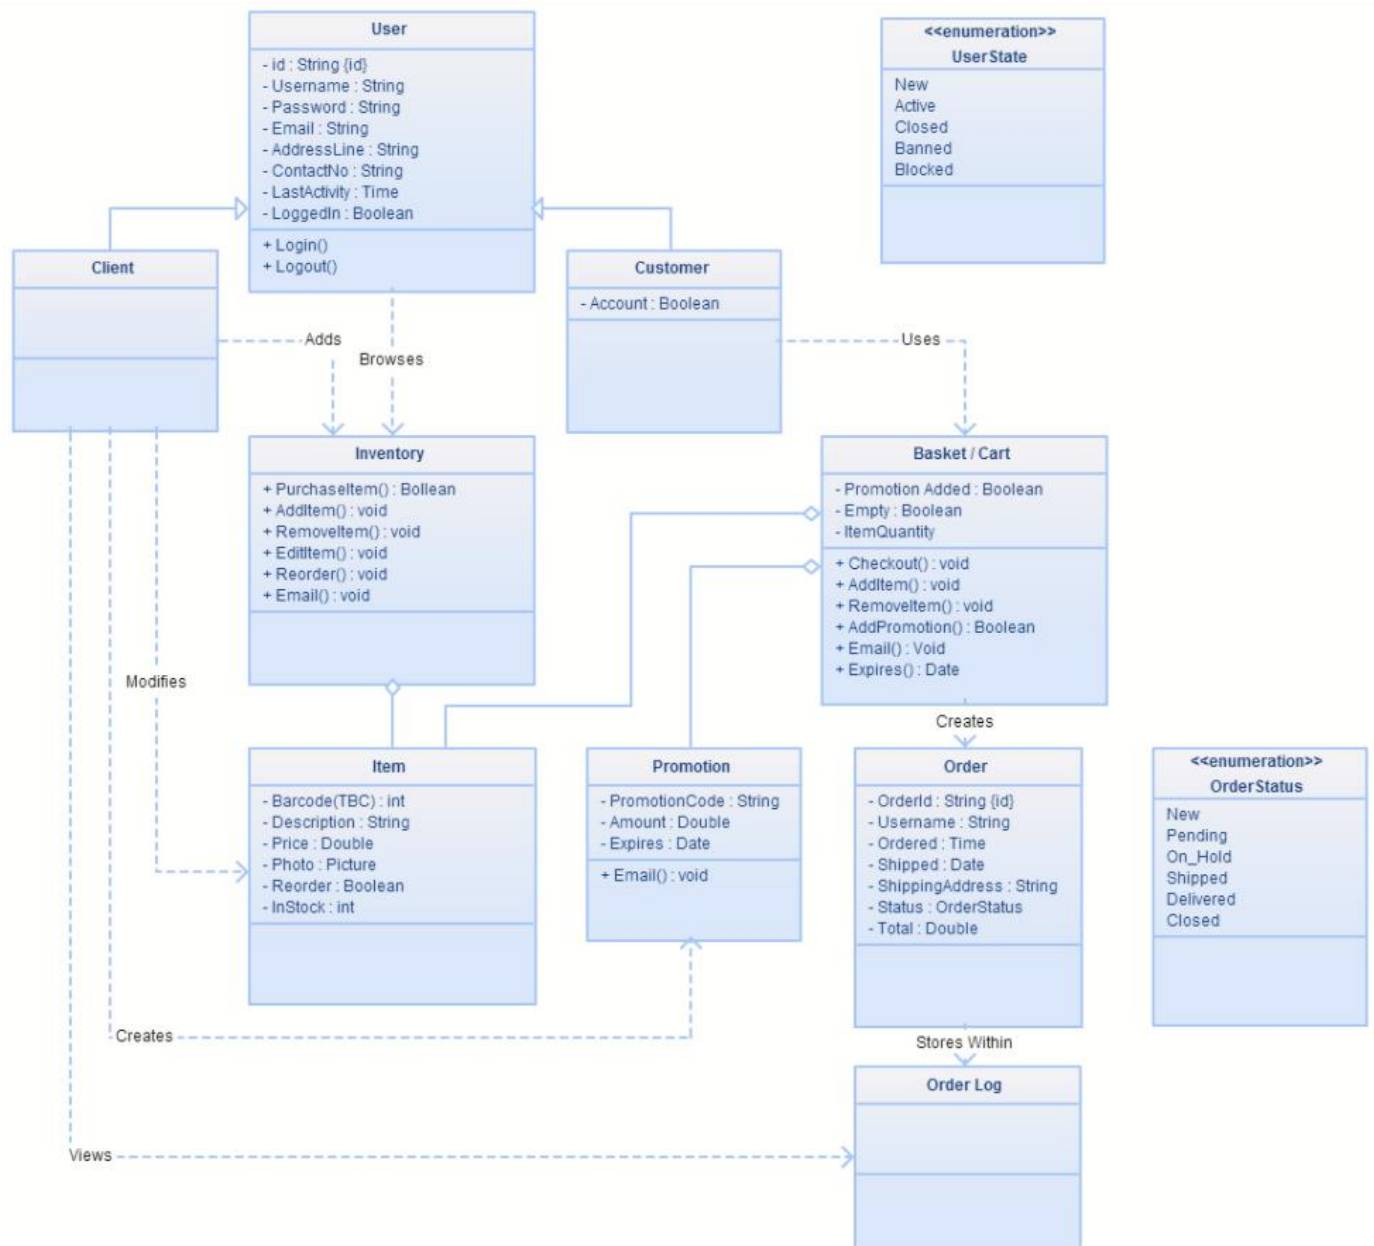 User
- id : String {id}
- Username : String
- Password : String
- Email : String
- AddressLine : String
- ContactNo : String
- LastActivity : Time
- LoggedIn : Boolean
+ Login()
+ Logout()
<<enumeration>>
UserState
New
Active
Closed
Banned
Blocked
Client
Customer
- Account : Boolean
Adds
Browses
Uses
Inventory
+ PurchaseItem() : Bollean
+ AddItem() : void
+ RemoveItem() : void
+ EditItem() : void
+ Reorder() : void
+ Email() : void
Basket / Cart
- Promotion Added : Boolean
- Empty : Boolean
- ItemQuantity
+ Checkout() : void
+ AddItem() : void
+ RemoveItem() : void
+ AddPromotion() : Boolean
+ Email() : Void
+ Expires() : Date
Modifies
Creates
Item
- Barcode(TBC) : int
- Description : String
- Price : Double
- Photo : Picture
- Reorder : Boolean
- InStock : int
Promotion
- PromotionCode : String
- Amount : Double
- Expires : Date
+ Email() : void
Order
- OrderId : String {id}
- Username : String
- Ordered : Time
- Shipped : Date
- ShippingAddress : String
- Status : OrderStatus
- Total : Double
<<enumeration>>
OrderStatus
New
Pending
On_Hold
Shipped
Delivered
Closed
Creates
Stores Within
Order Log
Views